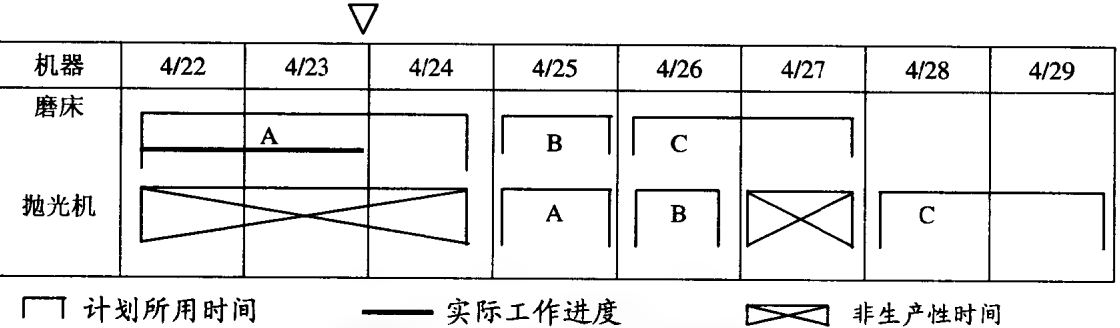 机器 4/22 4/23 4/24 4/25 4/26 4/27 4/28 4/29
磨床
A B C
抛光机 A B C
计划所用时间 实际工作进度 非生产性时间